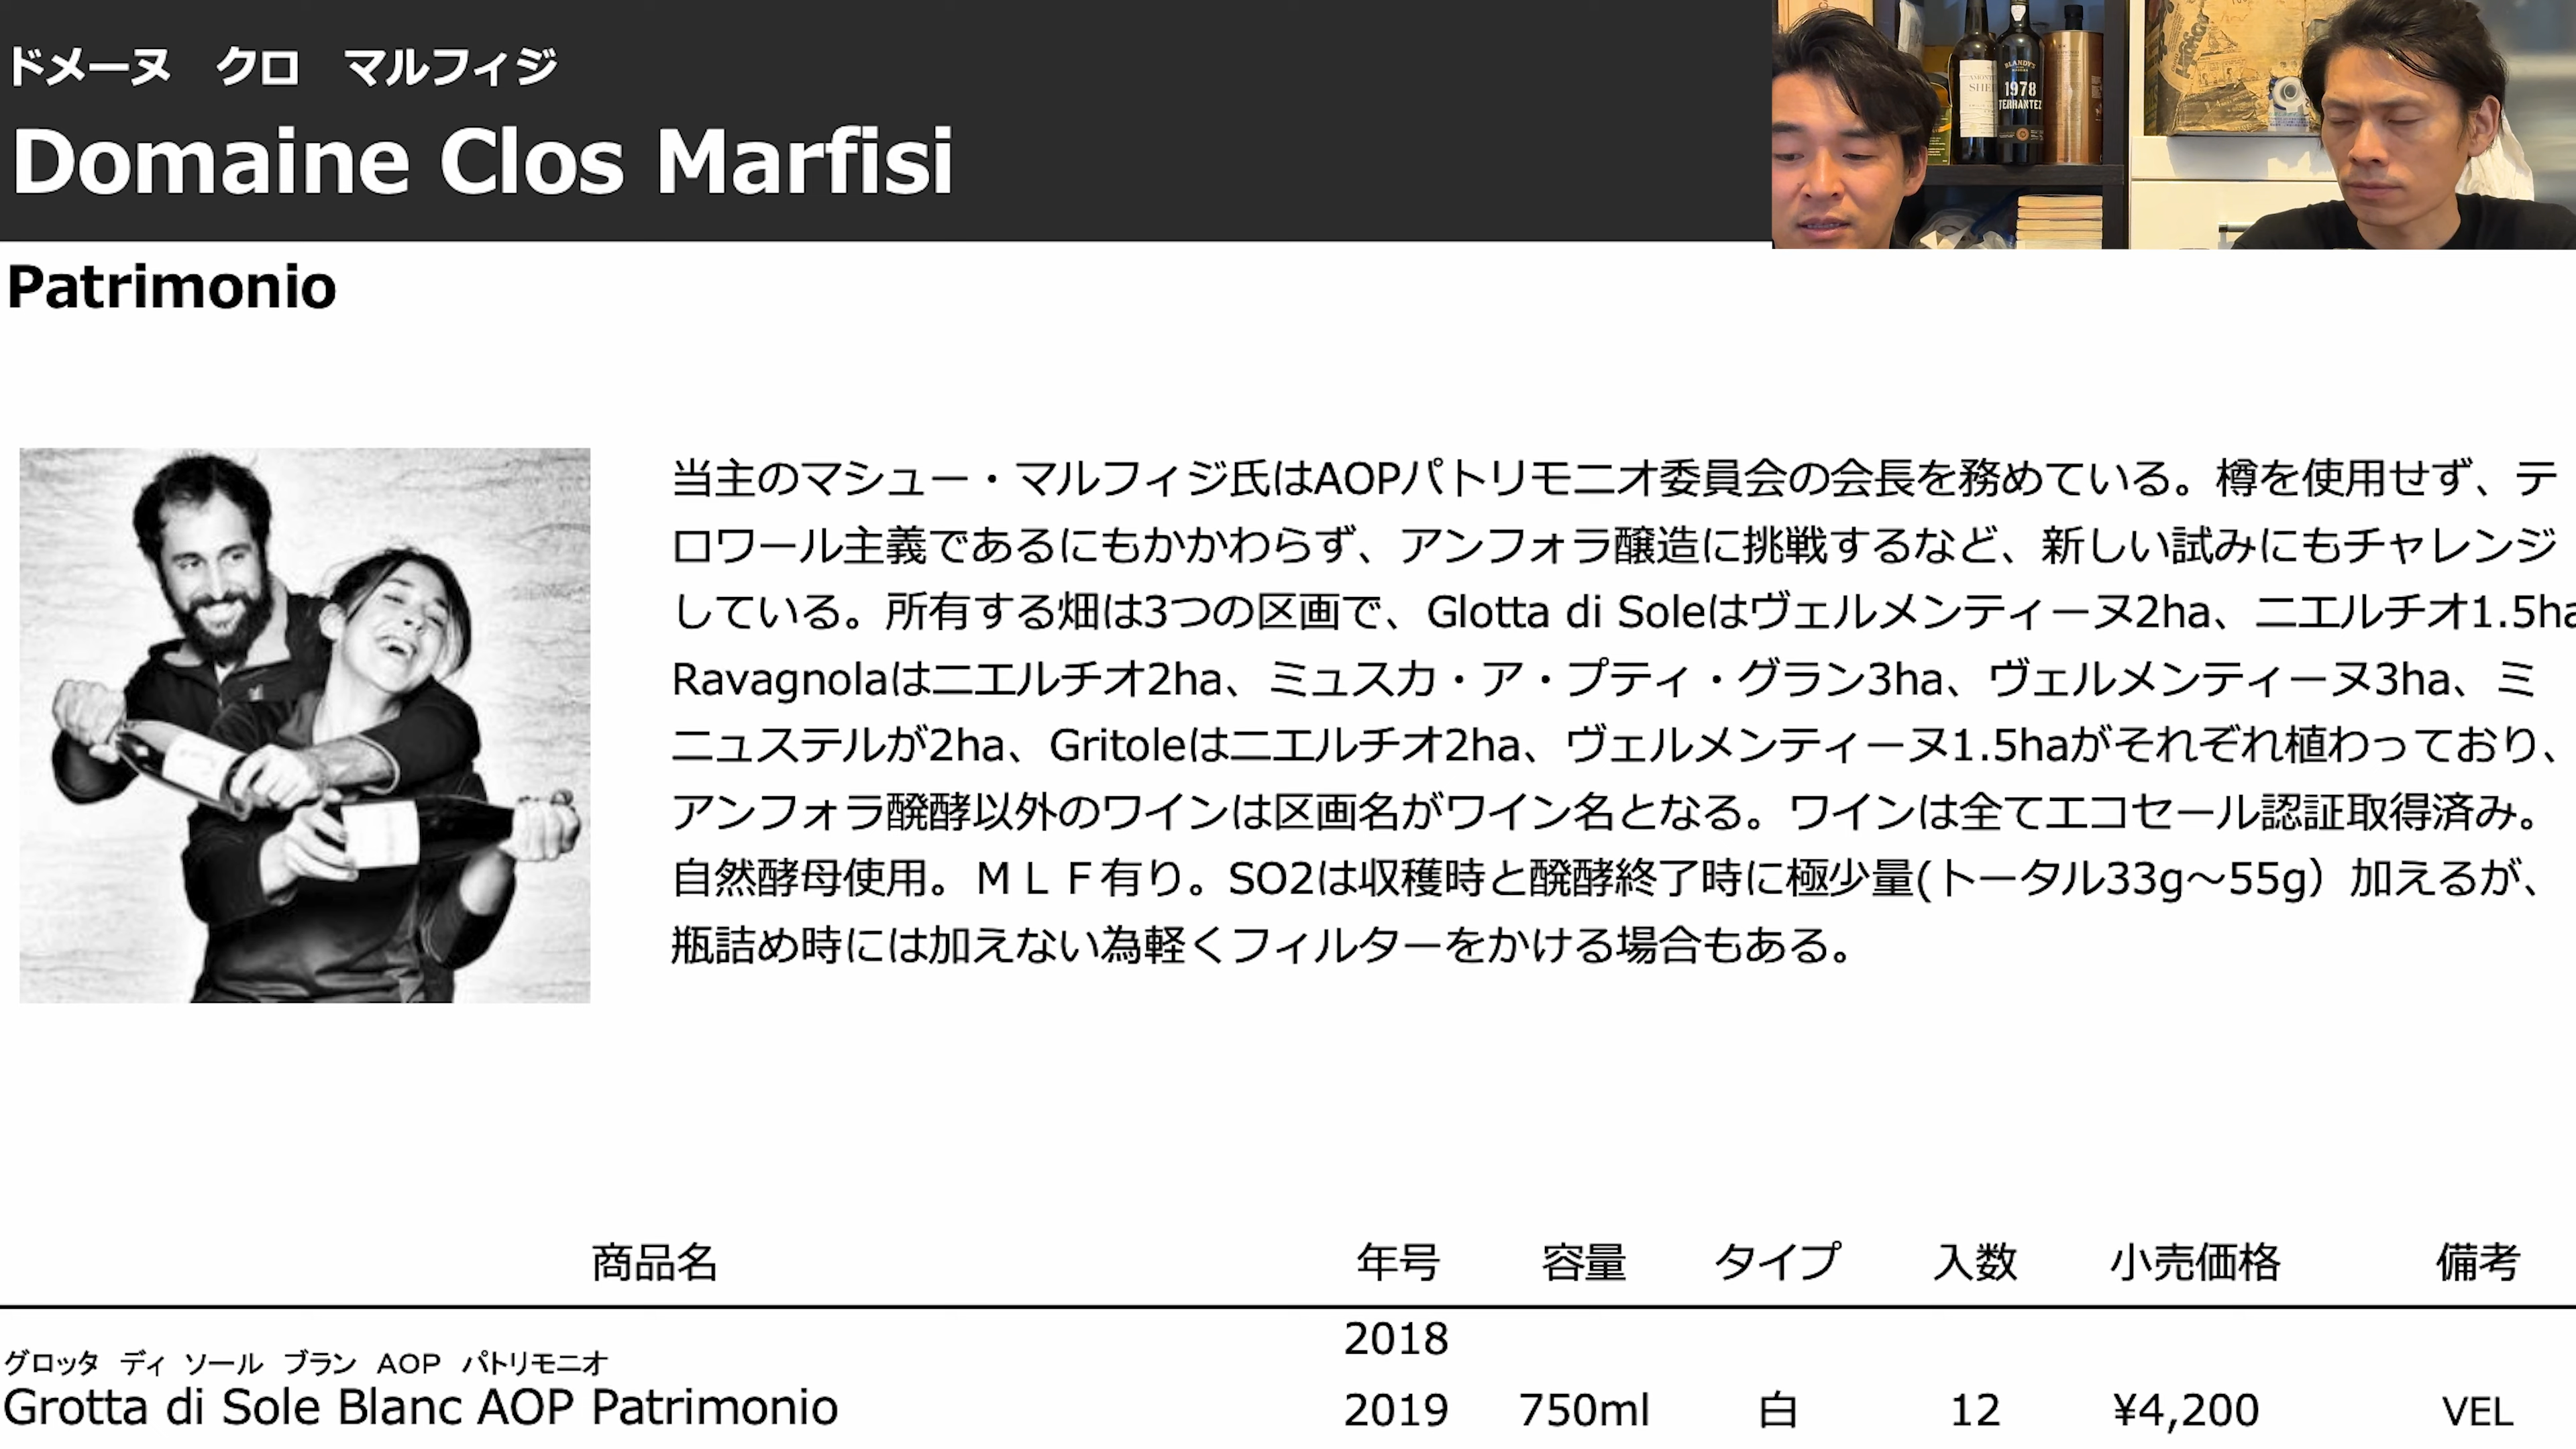 ドメーヌ クロ マルフィジ
Domaine Clos Marfisi
BLANDY'S
1978
TERRANTEZ
Patrimonio
当主のマシュー・マルフィジ氏はAOPパトリモニオ委員会の会長を務めている。樽を使用せず、テ
ロワール主義であるにもかかわらず、アンフォラ醸造に挑戦するなど、新しい試みにもチャレンジ
している。所有する畑は3つの区画で、Glotta di Soleはヴェルメンティーヌ2ha、ニエルチオ1.5ha
Ravagnolaはニエルチオ2ha、ミュスカ・ア・プティ・グラン3ha、ヴェルメンティーヌ3ha、ミ
ニュステルが2ha、Gritoleはニエルチオ2ha、ヴェルメンティーヌ1.5haがそれぞれ植わっており、
アンフォラ醗酵以外のワインは区画名がワイン名となる。ワインは全てエコセール認証取得済み。
自然酵母使用。ＭＬＦ有り。SO2は収穫時と醗酵終了時に極少量(トータル33g～55g）加えるが、
瓶詰め時には加えない為軽くフィルターをかける場合もある。
商品名 年号 容量 タイプ 入数 小売価格 備考
2018
グロッタ ディ ソール ブラン AOP パトリモニオ
Grotta di Sole Blanc AOP Patrimonio 2019 750ml 白 12 ¥4,200 VEL